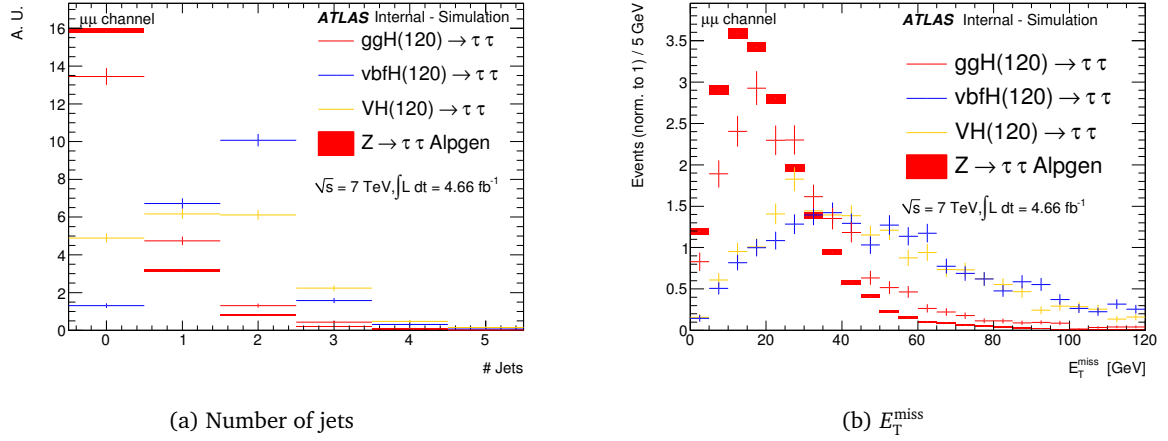 A. U.
μμ channel
ATLAS Internal - Simulation
ggH(120) → τ τ
vbfH(120) → τ τ
VH(120) → τ τ
Z → τ τ Alpgen
√s = 7 TeV,∫L dt = 4.66 fb⁻¹
16
14
12
10
8
6
4
2
0
0 1 2 3 4 5
# Jets
(a) Number of jets
Events (norm. to 1) / 5 GeV
μμ channel
ATLAS Internal - Simulation
ggH(120) → τ τ
vbfH(120) → τ τ
VH(120) → τ τ
Z → τ τ Alpgen
√s = 7 TeV,∫L dt = 4.66 fb⁻¹
3.5
3
2.5
2
1.5
1
0.5
0
0 20 40 60 80 100 120
E_T^miss [GeV]
(b) E_T^miss